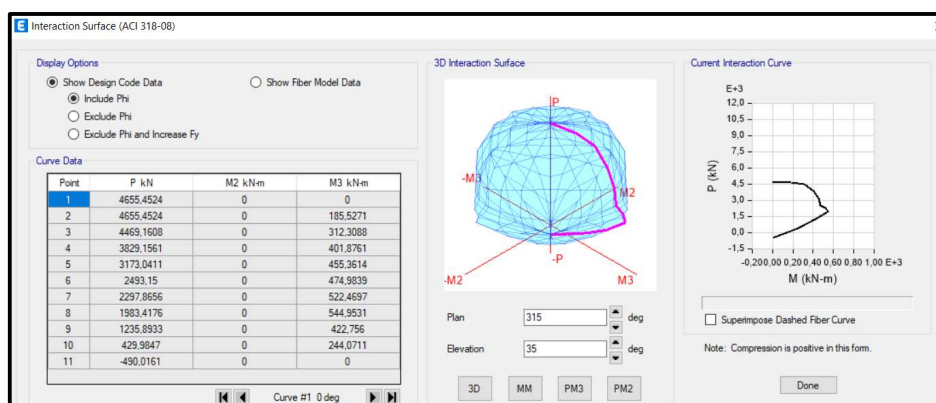 E Interaction Surface (ACI 318-08)
Display Options
Show Design Code Data
Show Fiber Model Data
Include Phi
Exclude Phi
Exclude Phi and Increase Fy
Curve Data
Point P kN M2 kN-m M3 kN-m
1 4655,4524 0 0
2 4655,4524 0 185,5271
3 4469,1608 0 312,3088
4 3829,1561 0 401,8761
5 3173,0411 0 455,3614
6 2493,15 0 474,9839
7 2297,8656 0 522,4697
8 1983,4176 0 544,9531
9 1235,8933 0 422,756
10 429,9847 0 244,0711
11 -490,0161 0 0
Curve #1 0 deg
3D Interaction Surface
P
-M3
M2
-P
-M2
M3
Plan 315 deg
Elevation 35 deg
3D MM PM3 PM2
Current Interaction Curve
E+3
12,0
10,5
9,0
7,5
6,0
4,5
3,0
1,5
0,0
-1,5
P (kN)
-0,20 0,00 0,20 0,40 0,60 0,80 1,00 E+3
M (kN-m)
Superimpose Dashed Fiber Curve
Note: Compression is positive in this form.
Done